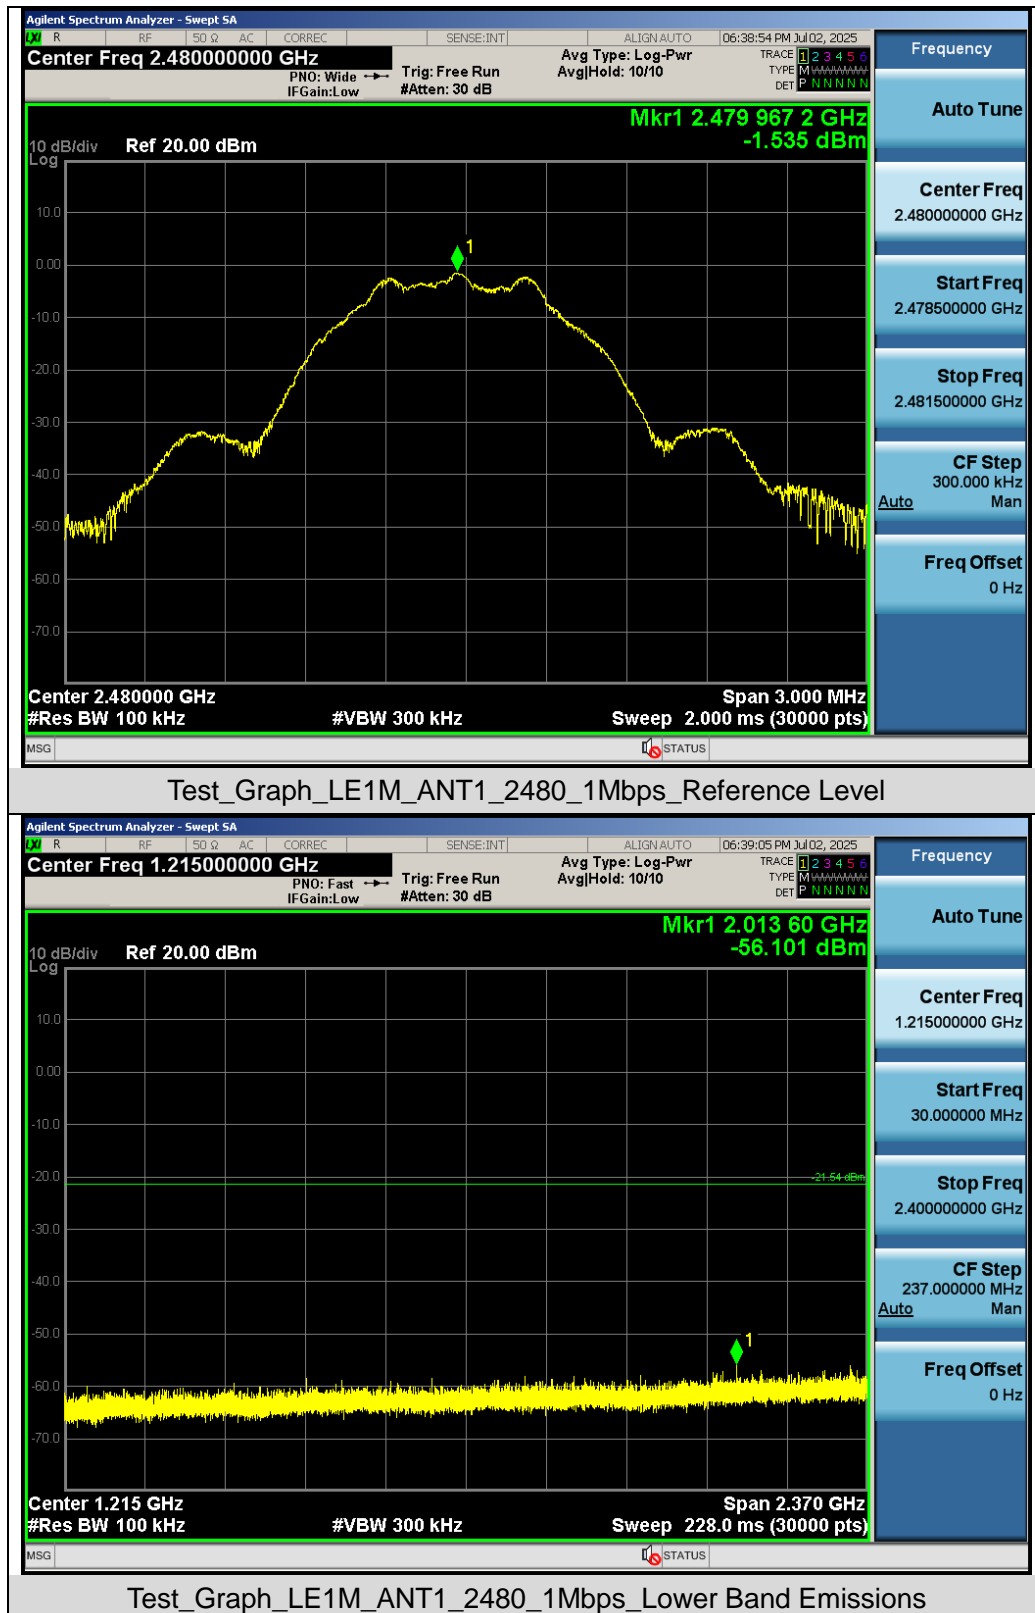 Agilent Spectrum Analyzer - Swept SA
LXI R RF 50 Ω AC CORREC SENSE:INT ALIGN AUTO 06:38:54 PM Jul 02, 2025
Center Freq 2.480000000 GHz Avg Type: Log-Pwr TRACE 1 2 3 4 5 6
PNO: Wide Trig: Free Run Avg|Hold: 10/10 TYPE M
IFGain:Low #Atten: 30 dB DET P N N N N N
Mkr1 2.479 967 2 GHz
-1.535 dBm
10 dB/div Ref 20.00 dBm
Log
10.0
0.00
-10.0
-20.0
-30.0
-40.0
-50.0
-60.0
-70.0
1
Center 2.480000 GHz Span 3.000 MHz
#Res BW 100 kHz #VBW 300 kHz Sweep 2.000 ms (30000 pts)
MSG STATUS
Frequency
Auto Tune
Center Freq
2.480000000 GHz
Start Freq
2.478500000 GHz
Stop Freq
2.481500000 GHz
CF Step
300.000 kHz
Auto Man
Freq Offset
0 Hz
Test_Graph_LE1M_ANT1_2480_1Mbps_Reference Level
Agilent Spectrum Analyzer - Swept SA
LXI R RF 50 Ω AC CORREC SENSE:INT ALIGN AUTO 06:39:05 PM Jul 02, 2025
Center Freq 1.215000000 GHz Avg Type: Log-Pwr TRACE 1 2 3 4 5 6
PNO: Fast Trig: Free Run Avg|Hold: 10/10 TYPE M
IFGain:Low #Atten: 30 dB DET P N N N N N
Mkr1 2.013 60 GHz
-56.101 dBm
10 dB/div Ref 20.00 dBm
Log
10.0
0.00
-10.0
-20.0
-30.0
-40.0
-50.0
-60.0
-70.0
-21.54 dBm
1
Center 1.215 GHz Span 2.370 GHz
#Res BW 100 kHz #VBW 300 kHz Sweep 228.0 ms (30000 pts)
MSG STATUS
Frequency
Auto Tune
Center Freq
1.215000000 GHz
Start Freq
30.000000 MHz
Stop Freq
2.400000000 GHz
CF Step
237.000000 MHz
Auto Man
Freq Offset
0 Hz
Test_Graph_LE1M_ANT1_2480_1Mbps_Lower Band Emissions